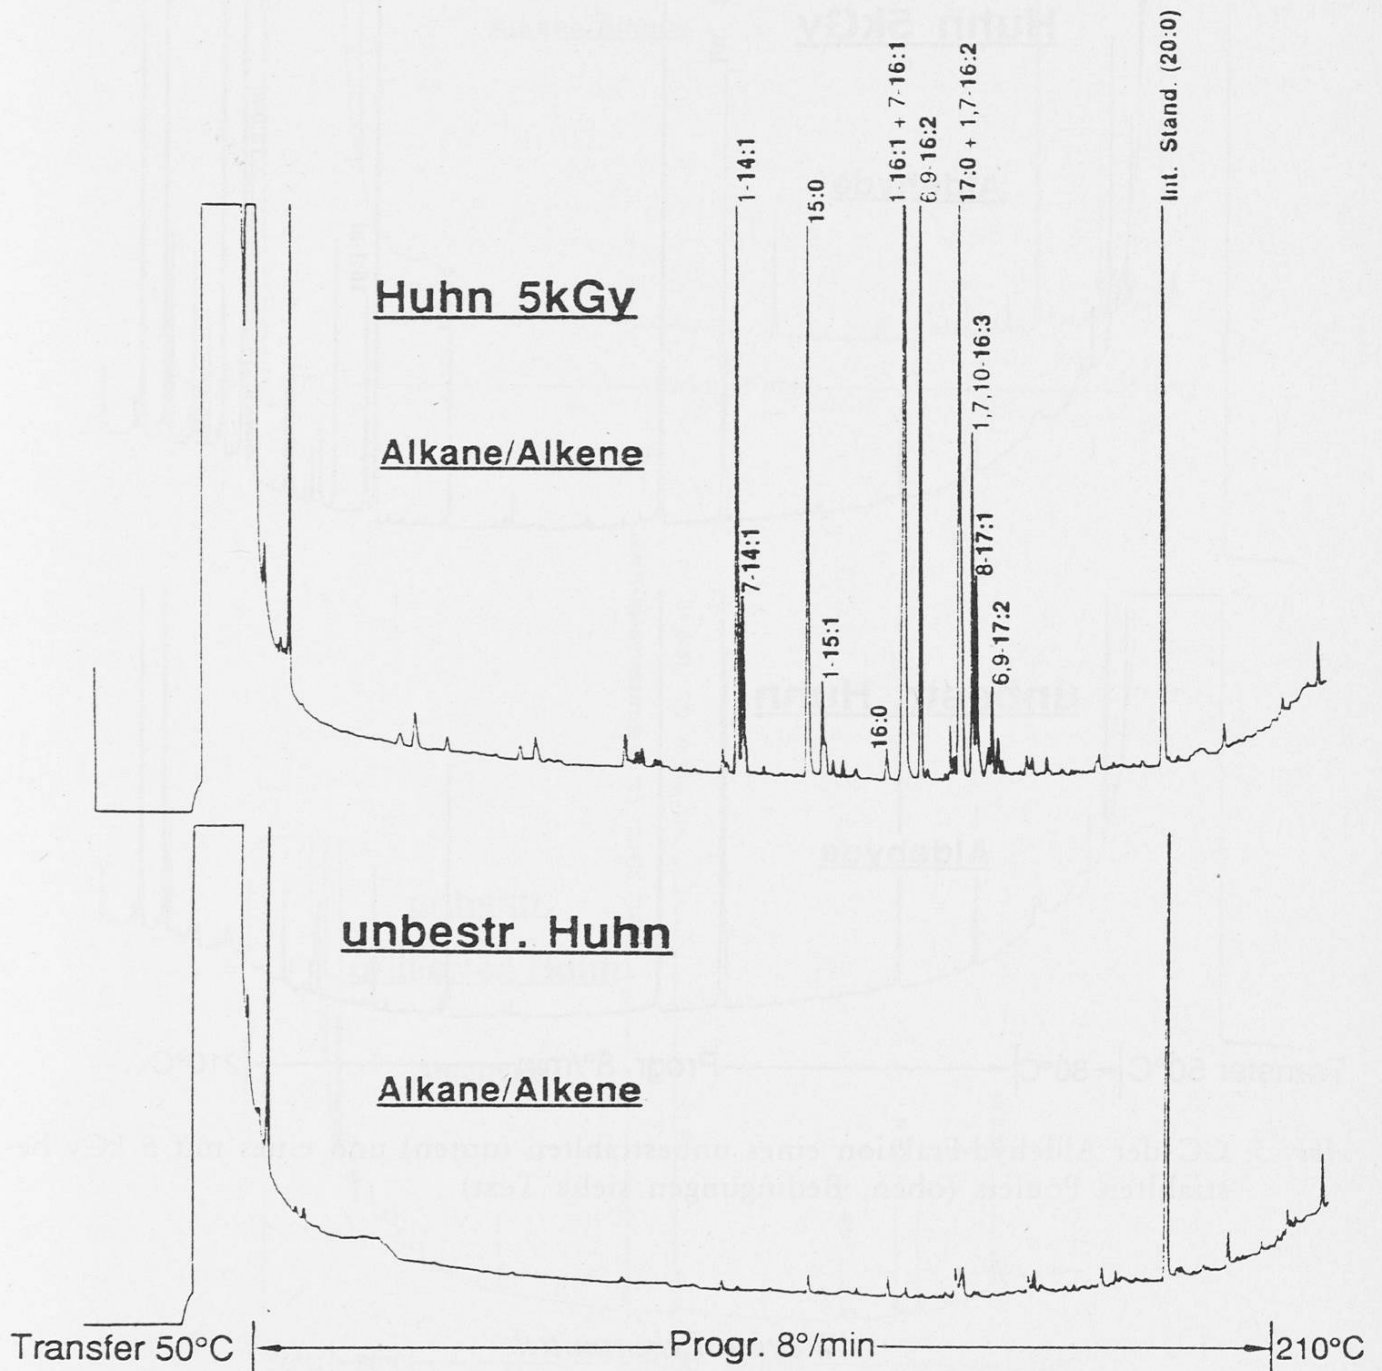 Huhn 5kGy
Alkane/Alkene
1-14:1
7-14:1
15:0
1-15:1
16:0
1-16:1 + 7-16:1
6,9-16:2
17:0 + 1,7-16:2
1,7,10-16:3
8-17:1
6,9-17:2
Int. Stand. (20:0)
unbestr. Huhn
Alkane/Alkene
Transfer 50°C
Progr. 8°/min
210°C